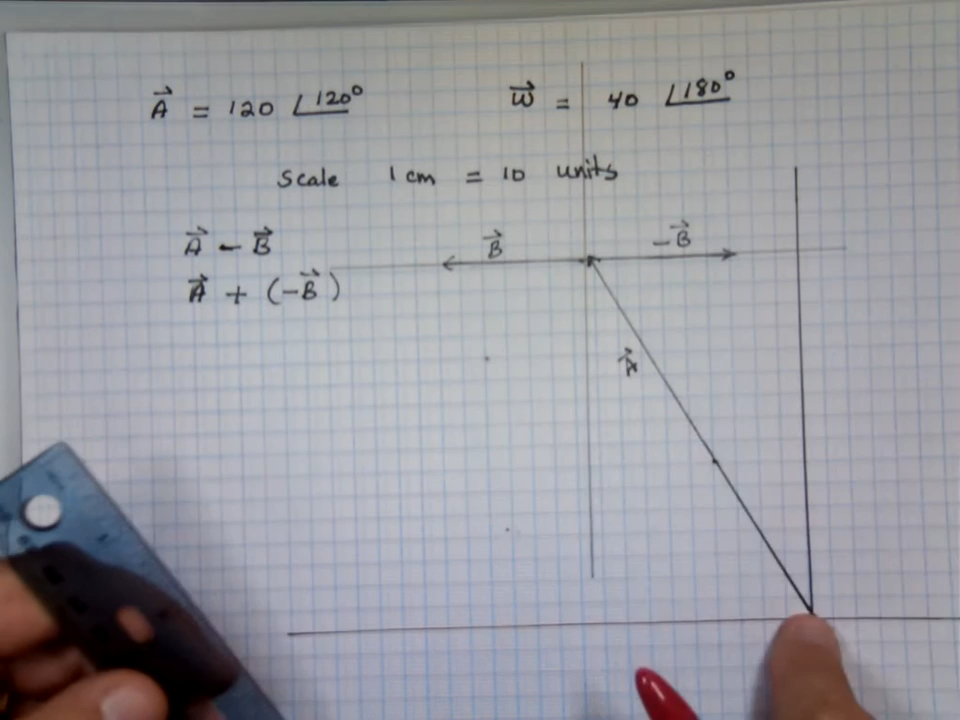 A⃗ = 120 ∠120° W⃗ = 40 ∠180°
Scale 1 cm = 10 units
A⃗ - B⃗
A⃗ + (-B⃗)
B⃗ -B⃗
A⃗